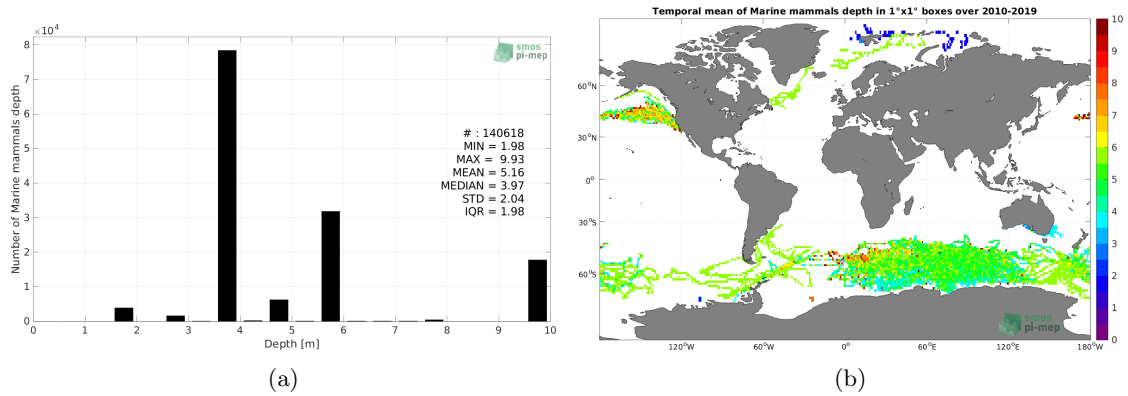 ×10⁴
8
7
6
5
4
3
2
1
0
Number of Marine mammals depth
smos
pi-mep
# : 140618
MIN = 1.98
MAX = 9.93
MEAN = 5.16
MEDIAN = 3.97
STD = 2.04
IQR = 1.98
0 1 2 3 4 5 6 7 8 9 10
Depth [m]
(a)
Temporal mean of Marine mammals depth in 1°x1° boxes over 2010-2019
60°N
30°N
0°
30°S
60°S
120°W 60°W 0° 60°E 120°E 180°W
smos
pi-mep
10
9
8
7
6
5
4
3
2
1
0
(b)